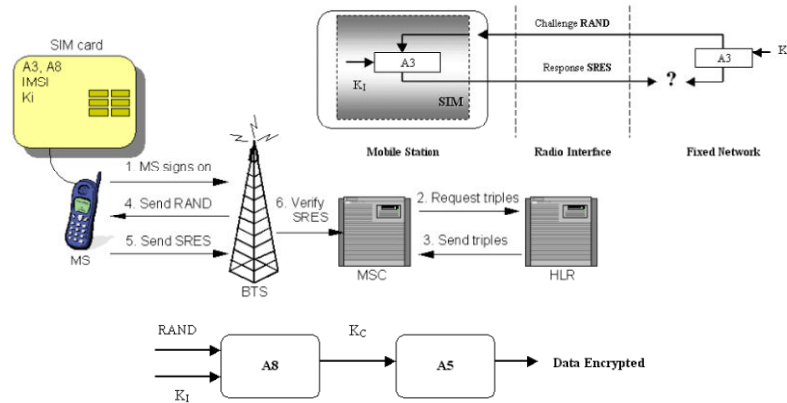 SIM card
A3, A8
IMSI
Ki
Challenge RAND
A3
A3
K
KI
Response SRES
?
SIM
Mobile Station
Radio Interface
Fixed Network
1. MS signs on
4. Send RAND
5. Send SRES
MS
BTS
6. Verify
SRES
2. Request triples
3. Send triples
MSC
HLR
RAND
KI
A8
KC
A5
Data Encrypted